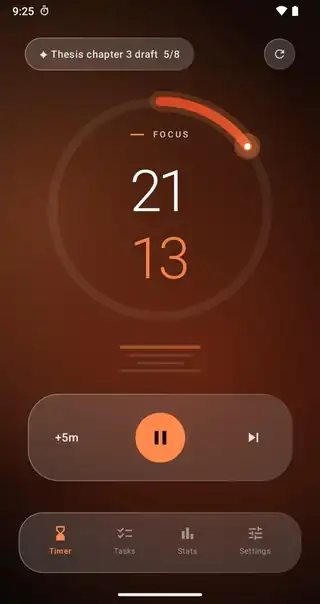 9:25
Thesis chapter 3 draft 5/8
FOCUS
21
13
+5m
Timer Tasks Stats Settings